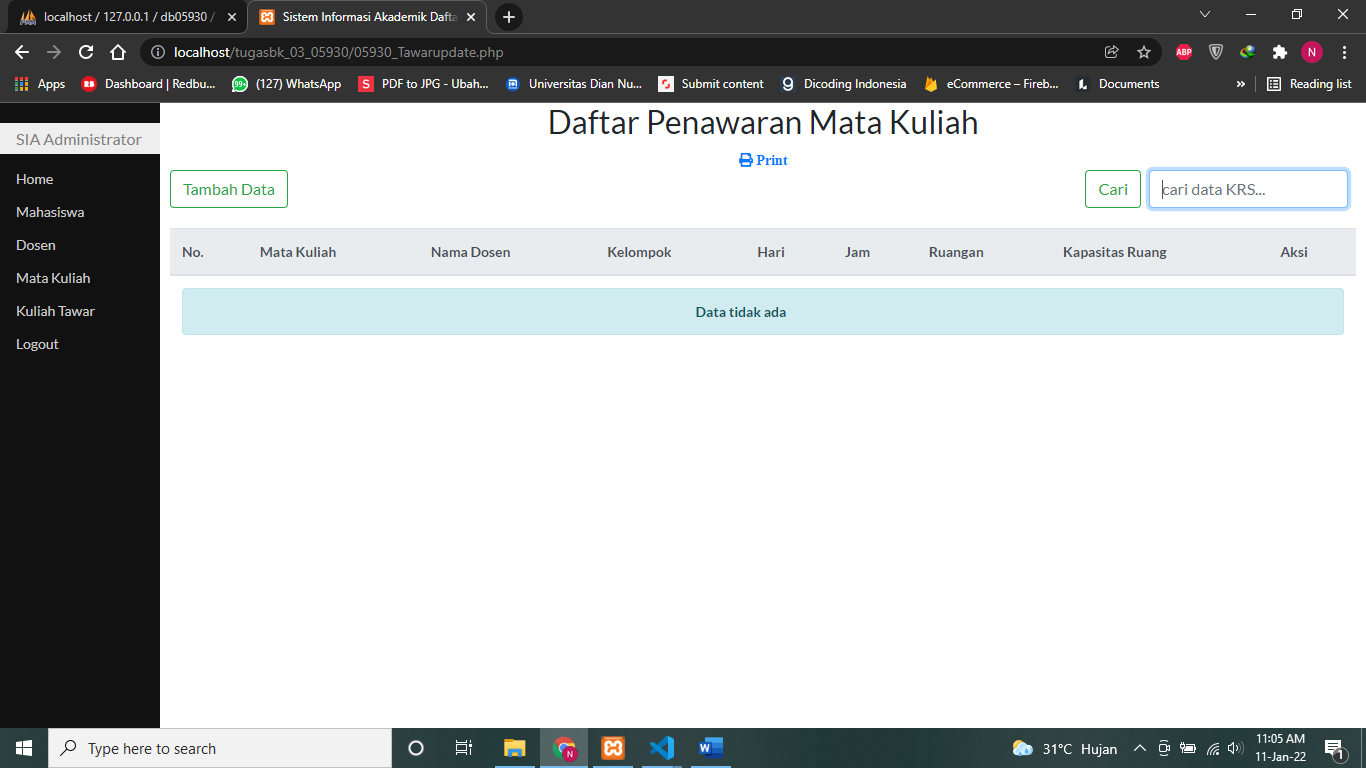 localhost / 127.0.0.1 / db05930 /
Sistem Informasi Akademik Dafta
localhost/tugasbk_03_05930/05930_Tawarupdate.php
ABP
N
Apps
RB
Dashboard | Redbu...
99+
(127) WhatsApp
S
PDF to JPG - Ubah...
Universitas Dian Nu...
Submit content
Dicoding Indonesia
eCommerce – Fireb...
Documents
»
Reading list
SIA Administrator
Home
Mahasiswa
Dosen
Mata Kuliah
Kuliah Tawar
Logout
Daftar Penawaran Mata Kuliah
Print
Tambah Data
Cari
cari data KRS...
No. Mata Kuliah Nama Dosen Kelompok Hari Jam Ruangan Kapasitas Ruang Aksi
Data tidak ada
Type here to search
N
31°C Hujan
11:05 AM
11-Jan-22
1